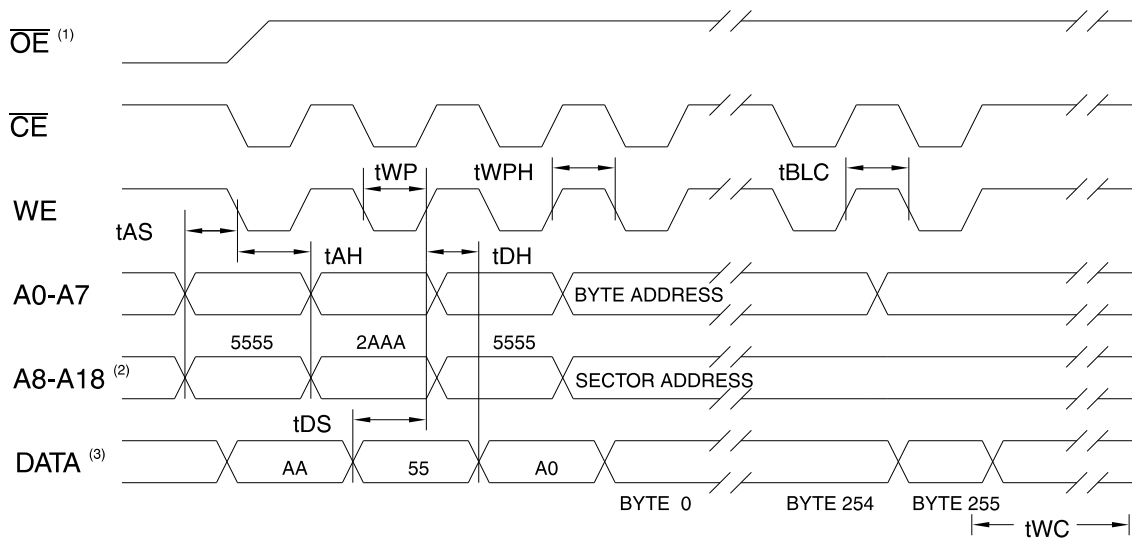 OE (1)
CE
tWP tWPH tBLC
WE
tAS
tAH tDH
A0-A7 BYTE ADDRESS
5555 2AAA 5555
A8-A18 (2) SECTOR ADDRESS
tDS
DATA (3) AA 55 A0
BYTE 0 BYTE 254 BYTE 255
tWC